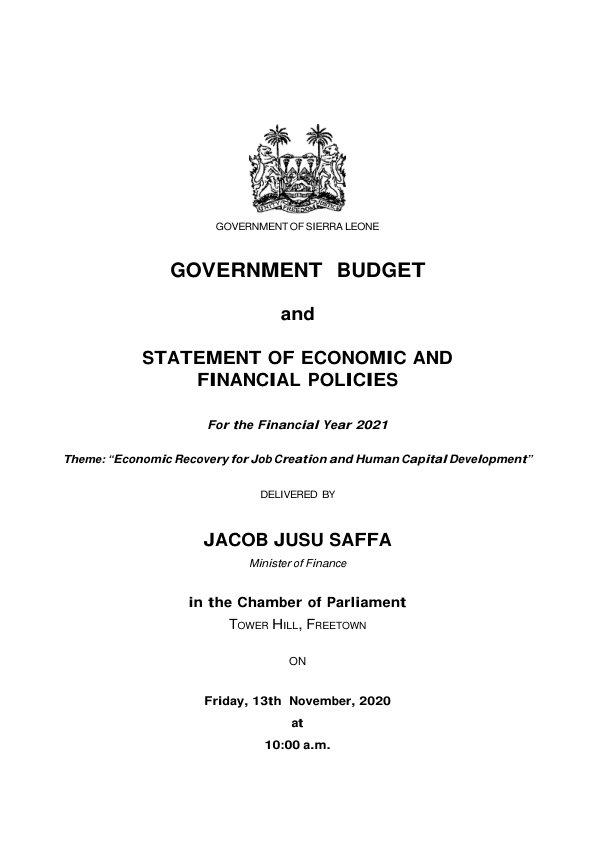 GOVERNMENT OF SIERRA LEONE
GOVERNMENT BUDGET
and
STATEMENT OF ECONOMIC AND
FINANCIAL POLICIES
For the Financial Year 2021
Theme: “Economic Recovery for Job Creation and Human Capital Development”
DELIVERED BY
JACOB JUSU SAFFA
Minister of Finance
in the Chamber of Parliament
TOWER HILL, FREETOWN
ON
Friday, 13th November, 2020
at
10:00 a.m.